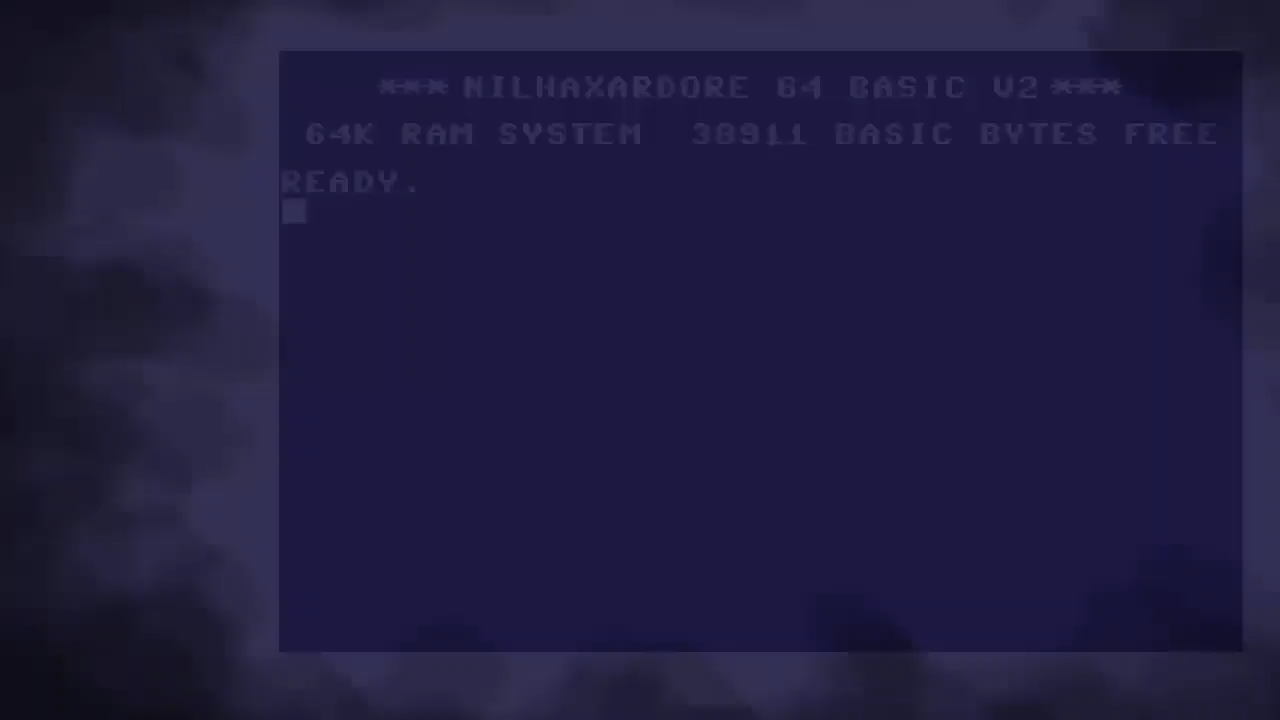 *** NILHAXARDORE 64 BASIC V2 ***
64K RAM SYSTEM  38911 BASIC BYTES FREE
READY.